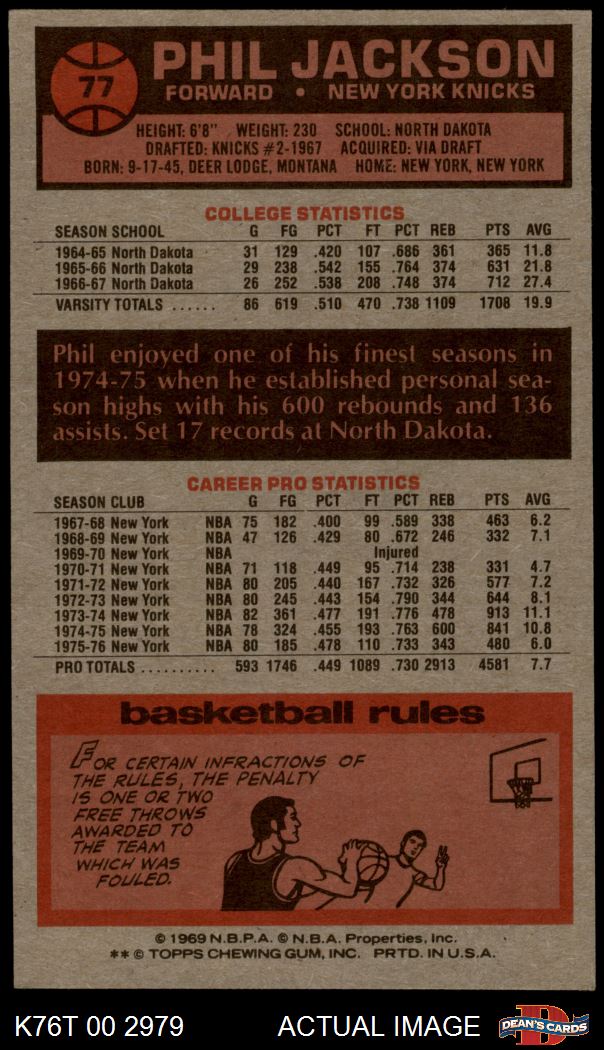 77
PHIL JACKSON
FORWARD • NEW YORK KNICKS
HEIGHT: 6'8" WEIGHT: 230 SCHOOL: NORTH DAKOTA
DRAFTED: KNICKS #2-1967 ACQUIRED: VIA DRAFT
BORN: 9-17-45, DEER LODGE, MONTANA HOME: NEW YORK, NEW YORK
COLLEGE STATISTICS
SEASON SCHOOL G FG PCT FT PCT REB PTS AVG
1964-65 North Dakota 31 129 .420 107 .686 361 365 11.8
1965-66 North Dakota 29 238 .542 155 .764 374 631 21.8
1966-67 North Dakota 26 252 .538 208 .748 374 712 27.4
VARSITY TOTALS ...... 86 619 .510 470 .738 1109 1708 19.9
Phil enjoyed one of his finest seasons in
1974-75 when he established personal sea-
son highs with his 600 rebounds and 136
assists. Set 17 records at North Dakota.
CAREER PRO STATISTICS
SEASON CLUB G FG PCT FT PCT REB PTS AVG
1967-68 New York NBA 75 182 .400 99 .589 338 463 6.2
1968-69 New York NBA 47 126 .429 80 .672 246 332 7.1
1969-70 New York NBA Injured
1970-71 New York NBA 71 118 .449 95 .714 238 331 4.7
1971-72 New York NBA 80 205 .440 167 .732 326 577 7.2
1972-73 New York NBA 80 245 .443 154 .790 344 644 8.1
1973-74 New York NBA 82 361 .477 191 .776 478 913 11.1
1974-75 New York NBA 78 324 .455 193 .763 600 841 10.8
1975-76 New York NBA 80 185 .478 110 .733 343 480 6.0
PRO TOTALS .......... 593 1746 .449 1089 .730 2913 4581 7.7
basketball rules
FOR CERTAIN INFRACTIONS OF
THE RULES, THE PENALTY
IS ONE OR TWO
FREE THROWS
AWARDED TO
THE TEAM
WHICH WAS
FOULED.
© 1969 N.B.P.A. © N.B.A. Properties, Inc.
** © TOPPS CHEWING GUM, INC. PRTD. IN U.S.A.
K76T 00 2979 ACTUAL IMAGE
D
DEAN'S CARDS